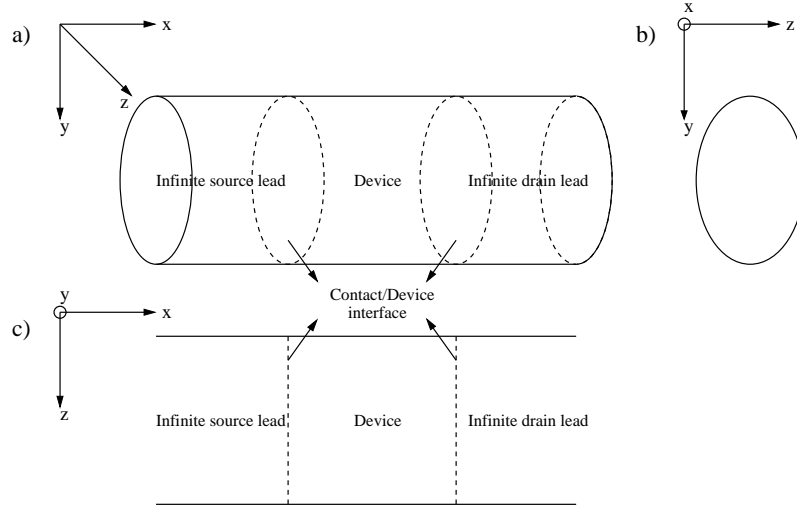 a)
x
z
y
Infinite source lead
Device
Infinite drain lead
b)
x
z
y
Contact/Device
interface
c)
y
x
z
Infinite source lead
Device
Infinite drain lead